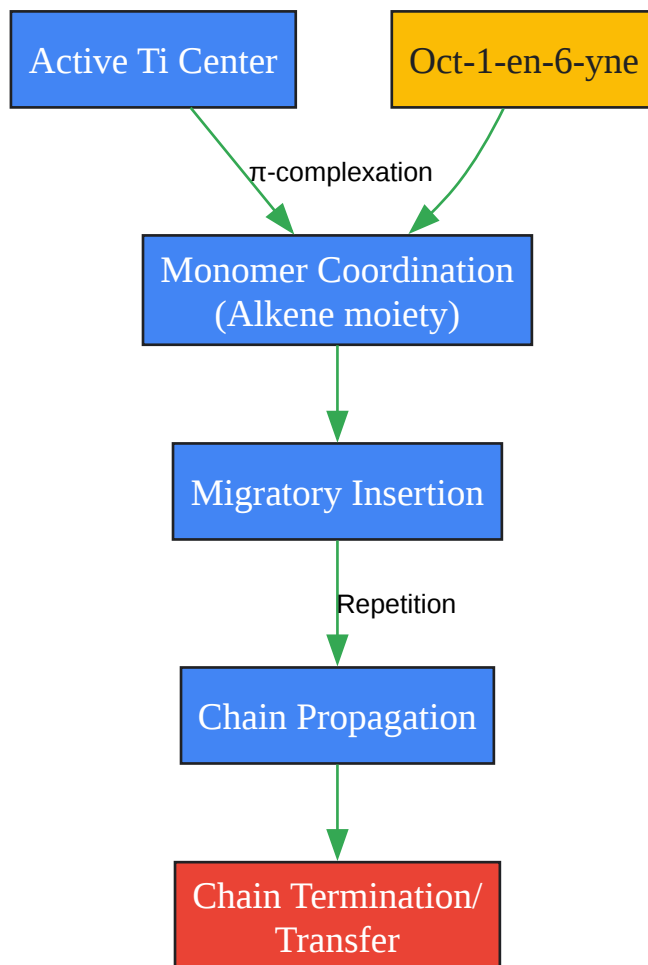 Active Ti Center
Oct-1-en-6-yne
π-complexation
Monomer Coordination
(Alkene moiety)
Migratory Insertion
Repetition
Chain Propagation
Chain Termination/
Transfer